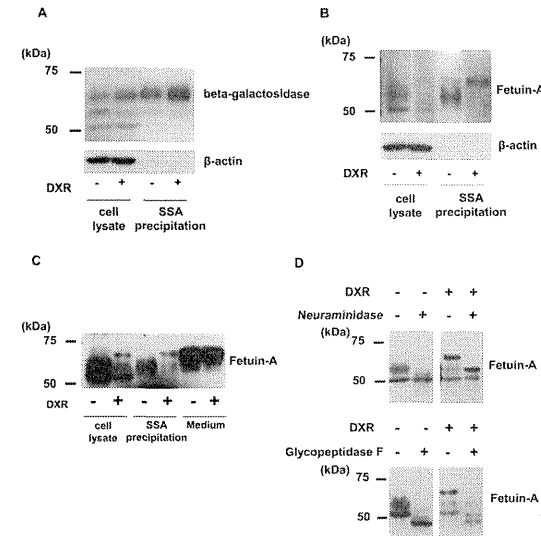 A
(kDa)
75
50
beta-galactosidase
β-actin
DXR - + - +
cell lysate SSA precipitation
B
(kDa)
75
50
Fetuin-A
β-actin
DXR - + - +
cell lysate SSA precipitation
C
(kDa)
75
50
Fetuin-A
DXR - + - + - +
cell lysate SSA precipitation Medium
D
DXR - - + +
Neuraminidase - + - +
(kDa)
75
50
Fetuin-A
DXR - - + +
Glycopeptidase F - + - +
(kDa)
75
50
Fetuin-A